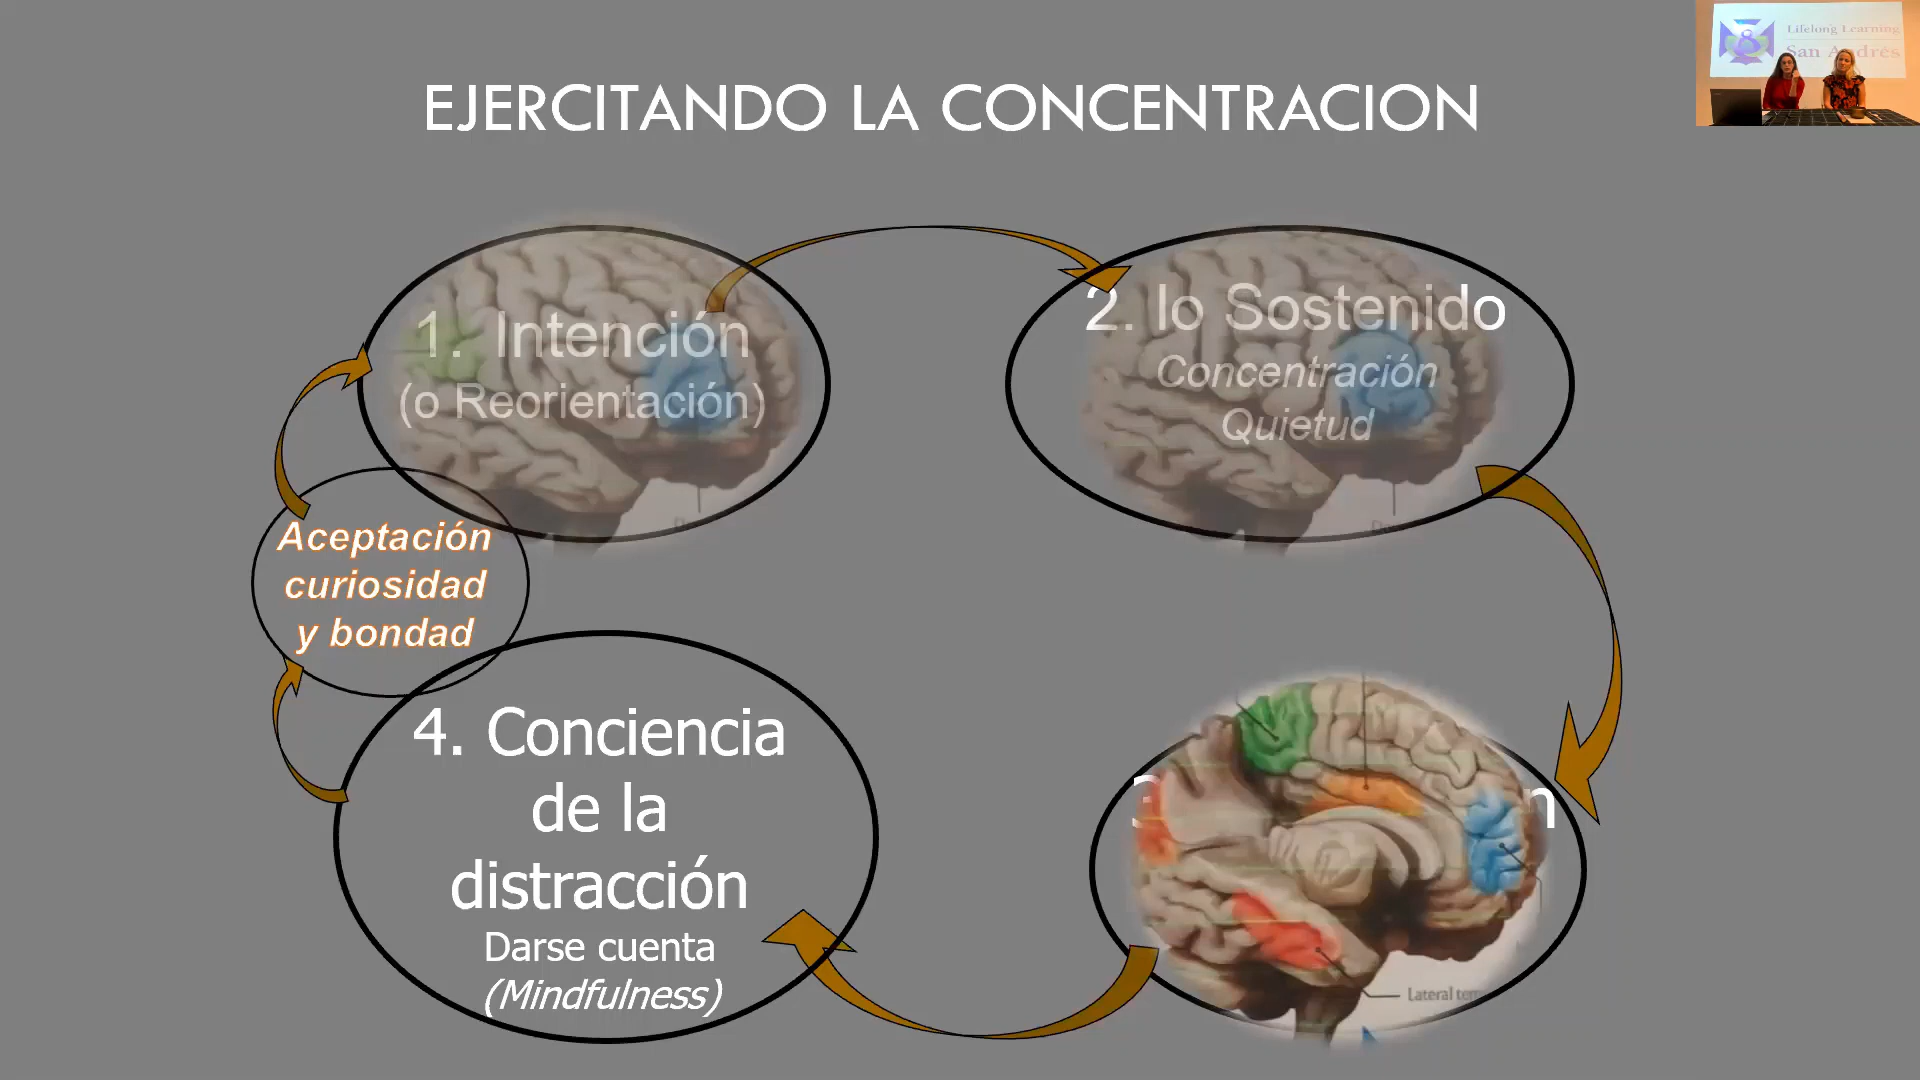 EJERCITANDO LA CONCENTRACION
Lifelong Learning
San Andrés
1. Intención
(o Reorientación)
2. lo Sostenido
Concentración
Quietud
Aceptación
curiosidad
y bondad
4. Conciencia
de la
distracción
Darse cuenta
(Mindfulness)
Lateral